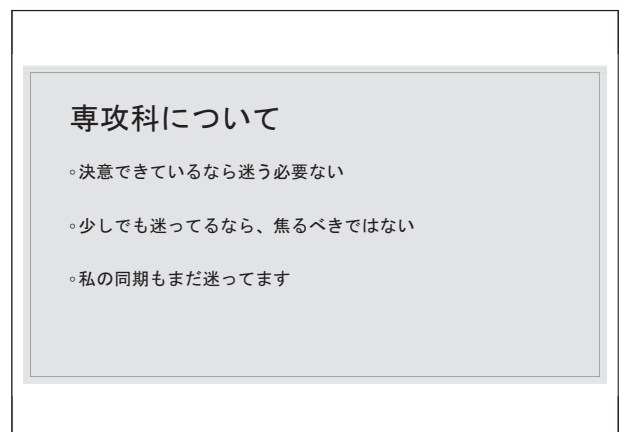 専攻科について
◦決意できているなら迷う必要ない
◦少しでも迷ってるなら、焦るべきではない
◦私の同期もまだ迷ってます